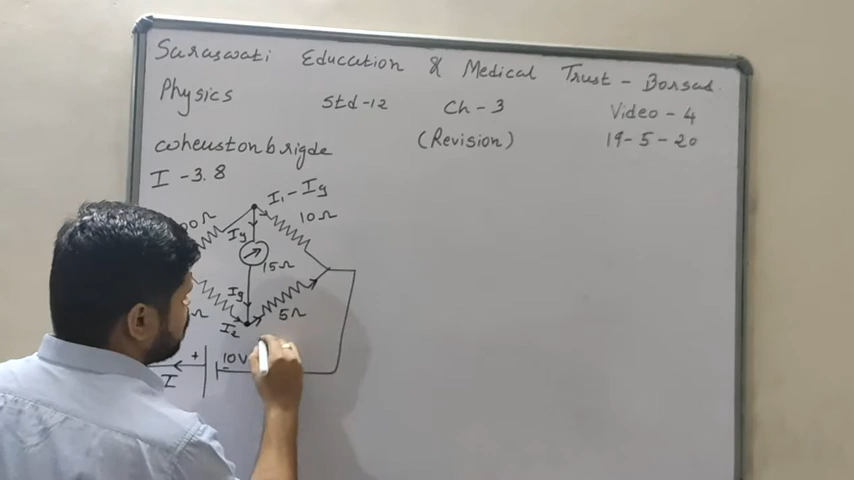 Saraswati Education & Medical Trust - Borsad.
Physics Std-12 Ch - 3 Video - 4
wheuston brigde (Revision) 19-5-20
I - 3.8
I₁ - Ig
10Ω
Ig
15Ω
Ig
5Ω
I₂
+ 10V -
I